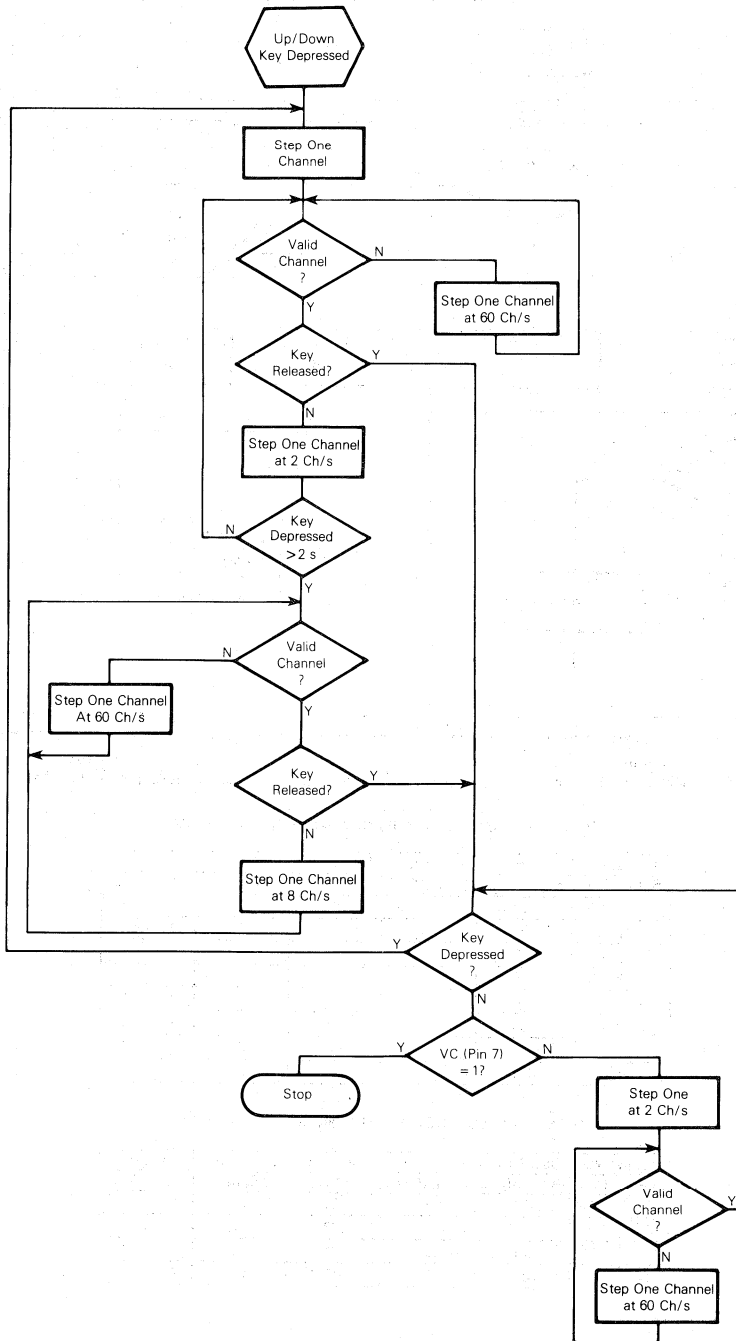 Up/Down
Key Depressed
Step One
Channel
Valid
Channel
?
N
Y
Step One Channel
at 60 Ch/s
Key
Released?
Y
N
Step One Channel
at 2 Ch/s
Key
Depressed
>2 s
N
Y
Valid
Channel
?
N
Y
Step One Channel
At 60 Ch/s
Key
Released?
Y
N
Step One Channel
at 8 Ch/s
Key
Depressed
?
Y
N
VC (Pin 7)
= 1?
Y
N
Stop
Step One
at 2 Ch/s
Valid
Channel
?
Y
N
Step One Channel
at 60 Ch/s